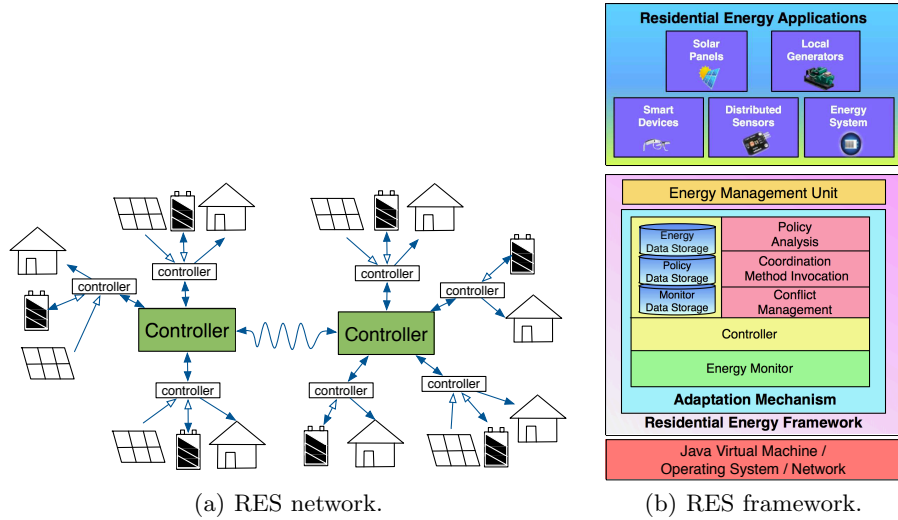 controller
controller
controller
controller
Controller
Controller
controller
controller
controller
(a) RES network.
Residential Energy Applications
Solar
Panels
Local
Generators
Smart
Devices
Distributed
Sensors
Energy
System
Energy Management Unit
Energy
Data Storage
Policy
Data Storage
Monitor
Data Storage
Policy
Analysis
Coordination
Method Invocation
Conflict
Management
Controller
Energy Monitor
Adaptation Mechanism
Residential Energy Framework
Java Virtual Machine /
Operating System / Network
(b) RES framework.